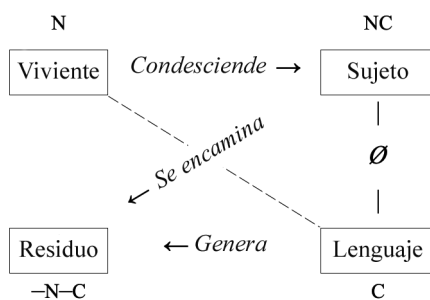 N NC
Viviente Condesciende → Sujeto
Se encamina
Ø
Residuo ← Genera Lenguaje
—N—C C